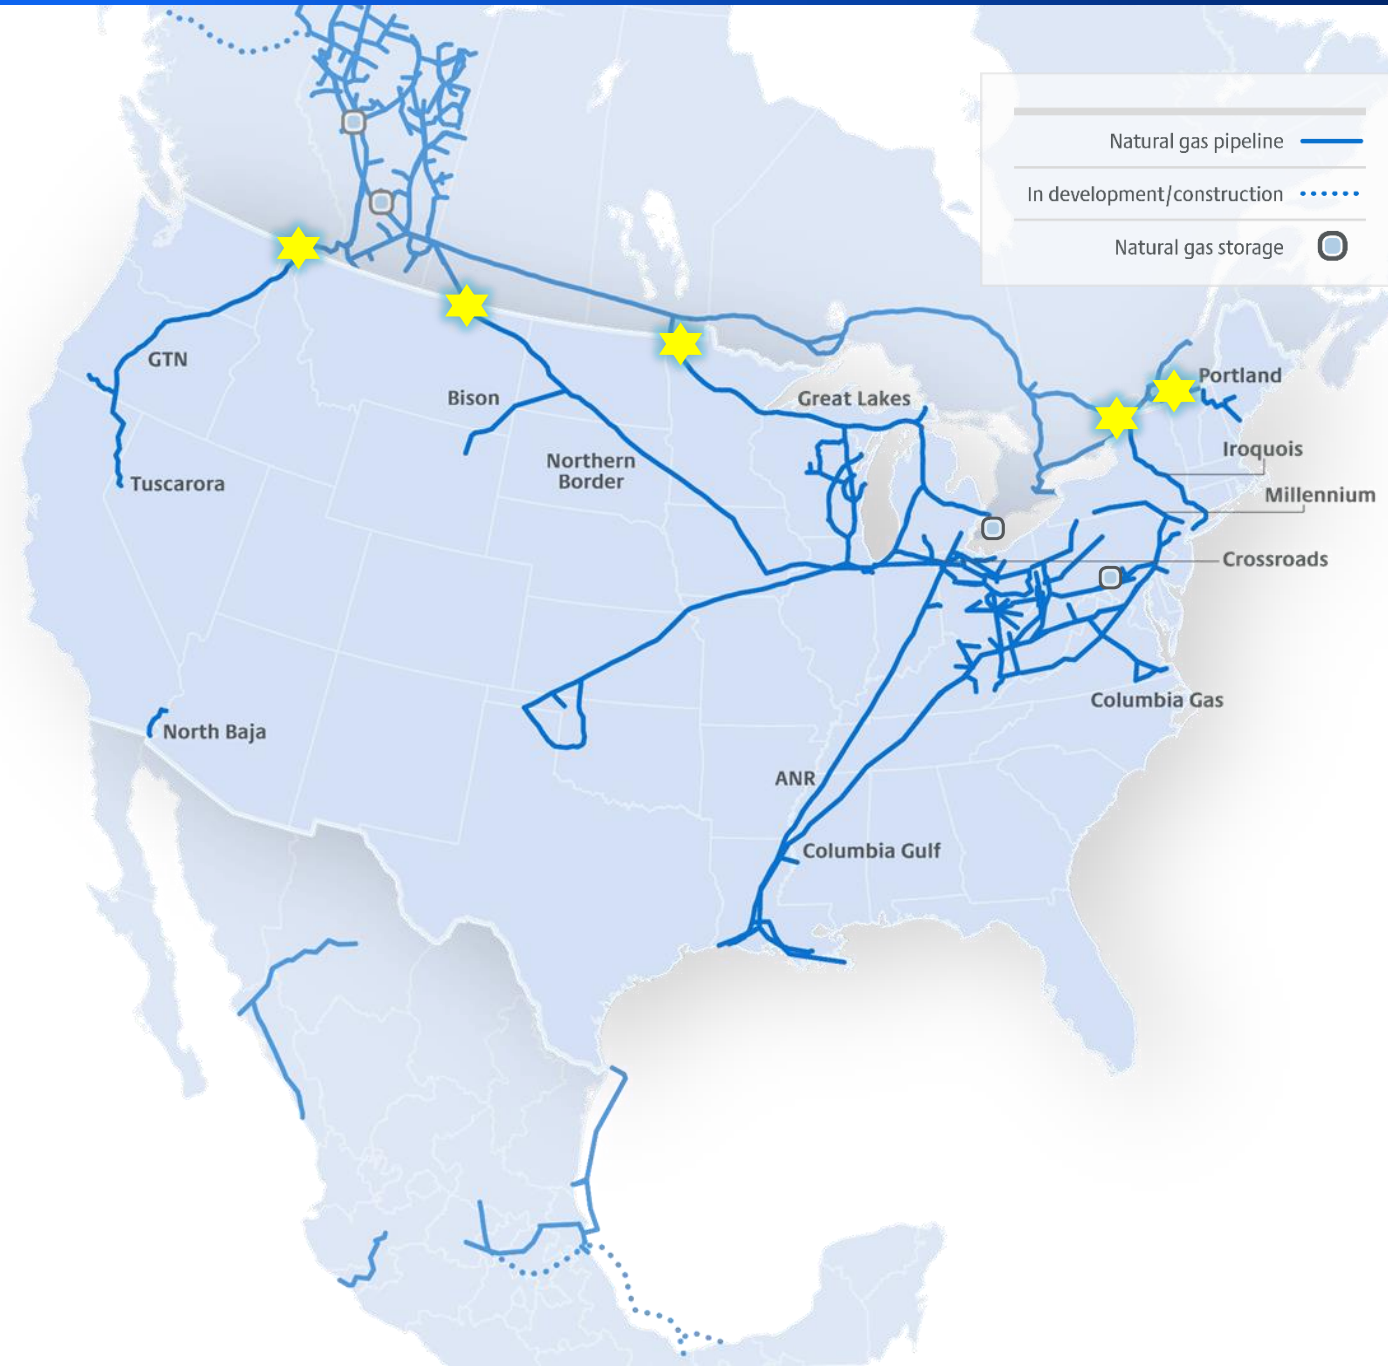 Natural gas pipeline
In development/construction
Natural gas storage
GTN
Bison
Great Lakes
Portland
Northern
Border
Iroquois
Tuscarora
Millennium
Crossroads
Columbia Gas
North Baja
ANR
Columbia Gulf